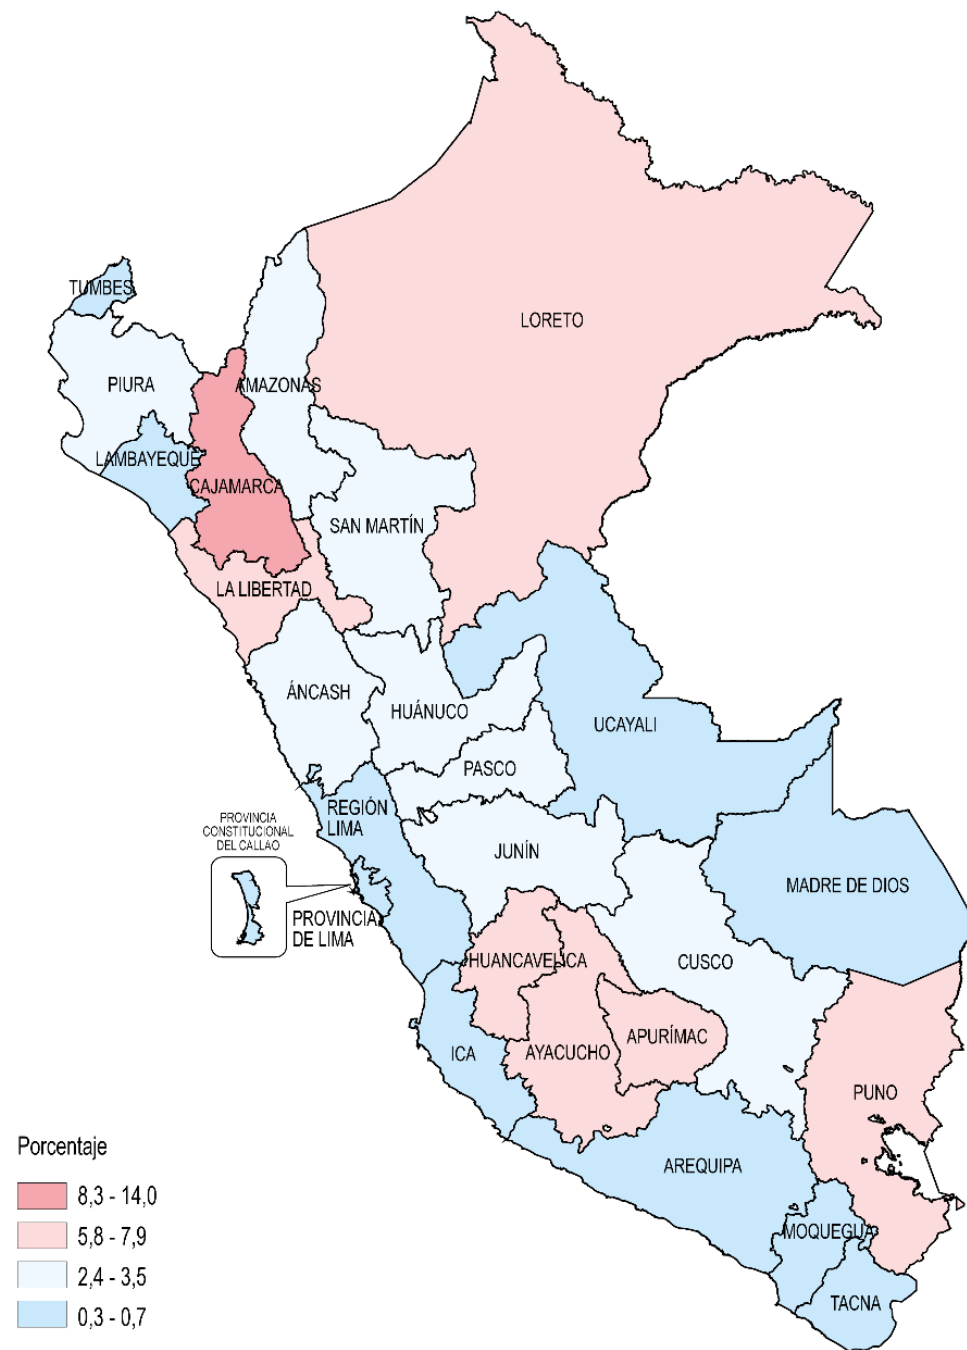 TUMBES
LORETO
PIURA
AMAZONAS
LAMBAYEQUE
CAJAMARCA
SAN MARTÍN
LA LIBERTAD
ÁNCASH
HUÁNUCO
UCAYALI
PASCO
REGIÓN
LIMA
PROVINCIA
CONSTITUCIONAL
DEL CALLAO
JUNÍN
MADRE DE DIOS
PROVINCIA
DE LIMA
HUANCAVELICA
CUSCO
ICA
AYACUCHO
APURÍMAC
PUNO
AREQUIPA
MOQUEGUA
TACNA
Porcentaje
8,3 - 14,0
5,8 - 7,9
2,4 - 3,5
0,3 - 0,7